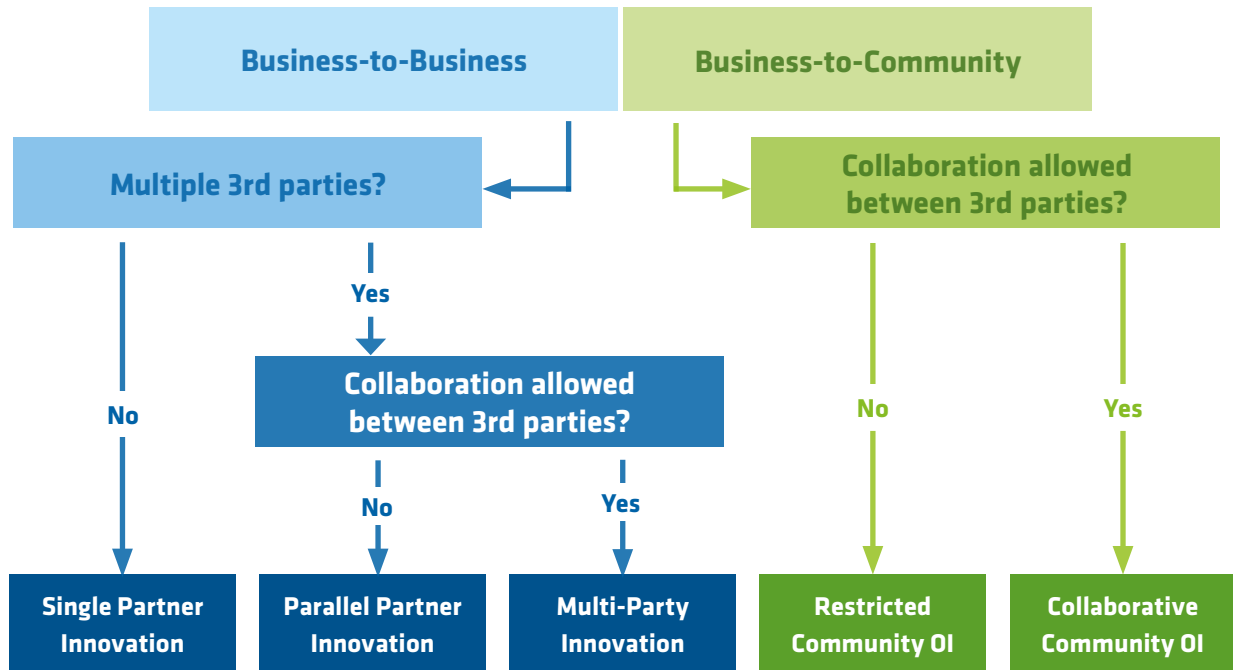 Business-to-Business
Business-to-Community
Multiple 3rd parties?
Collaboration allowed
between 3rd parties?
Yes
Collaboration allowed
between 3rd parties?
No
No
Yes
No
Yes
Single Partner
Innovation
Parallel Partner
Innovation
Multi-Party
Innovation
Restricted
Community OI
Collaborative
Community OI